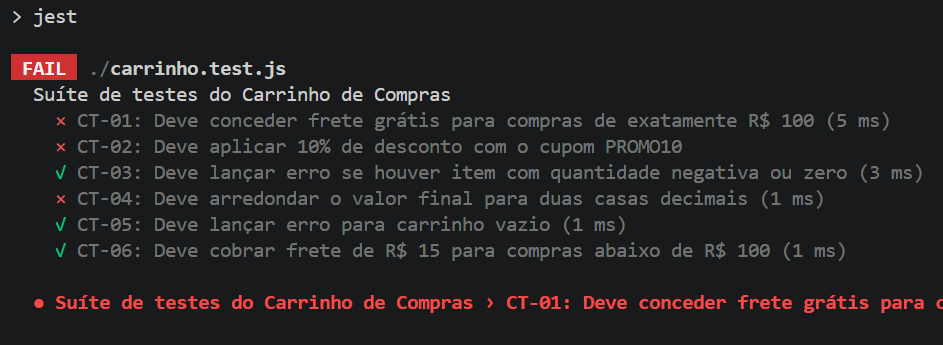 > jest
FAIL ./carrinho.test.js
Suíte de testes do Carrinho de Compras
× CT-01: Deve conceder frete grátis para compras de exatamente R$ 100 (5 ms)
× CT-02: Deve aplicar 10% de desconto com o cupom PROMO10
√ CT-03: Deve lançar erro se houver item com quantidade negativa ou zero (3 ms)
× CT-04: Deve arredondar o valor final para duas casas decimais (1 ms)
√ CT-05: Deve lançar erro para carrinho vazio (1 ms)
√ CT-06: Deve cobrar frete de R$ 15 para compras abaixo de R$ 100 (1 ms)
● Suíte de testes do Carrinho de Compras › CT-01: Deve conceder frete grátis para